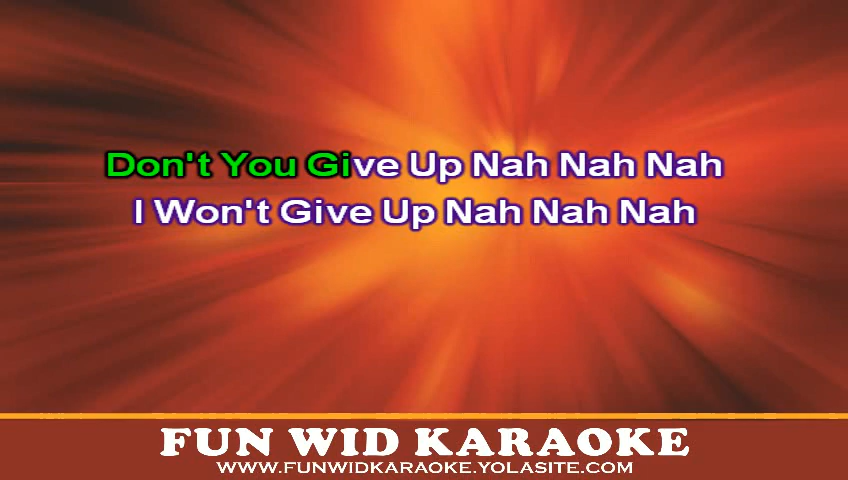 Don't You Give Up Nah Nah Nah
I Won't Give Up Nah Nah Nah
FUN WID KARAOKE
WWW.FUNWIDKARAOKE.YOLASITE.COM